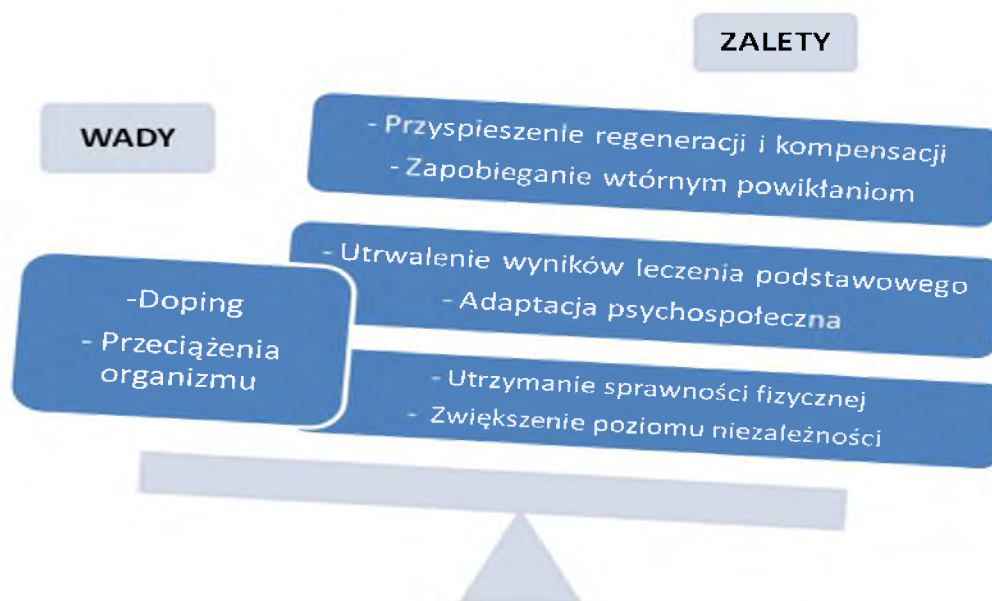 ZALETY
WADY
- Przyspieszenie regeneracji i kompensacji
- Zapobieganie wtórnym powikłaniom
- Utrwalenie wyników leczenia podstawowego
- Adaptacja psychospołeczna
-Doping
- Przeciążenia
organizmu
- Utrzymanie sprawności fizycznej
- Zwiększenie poziomu niezależności